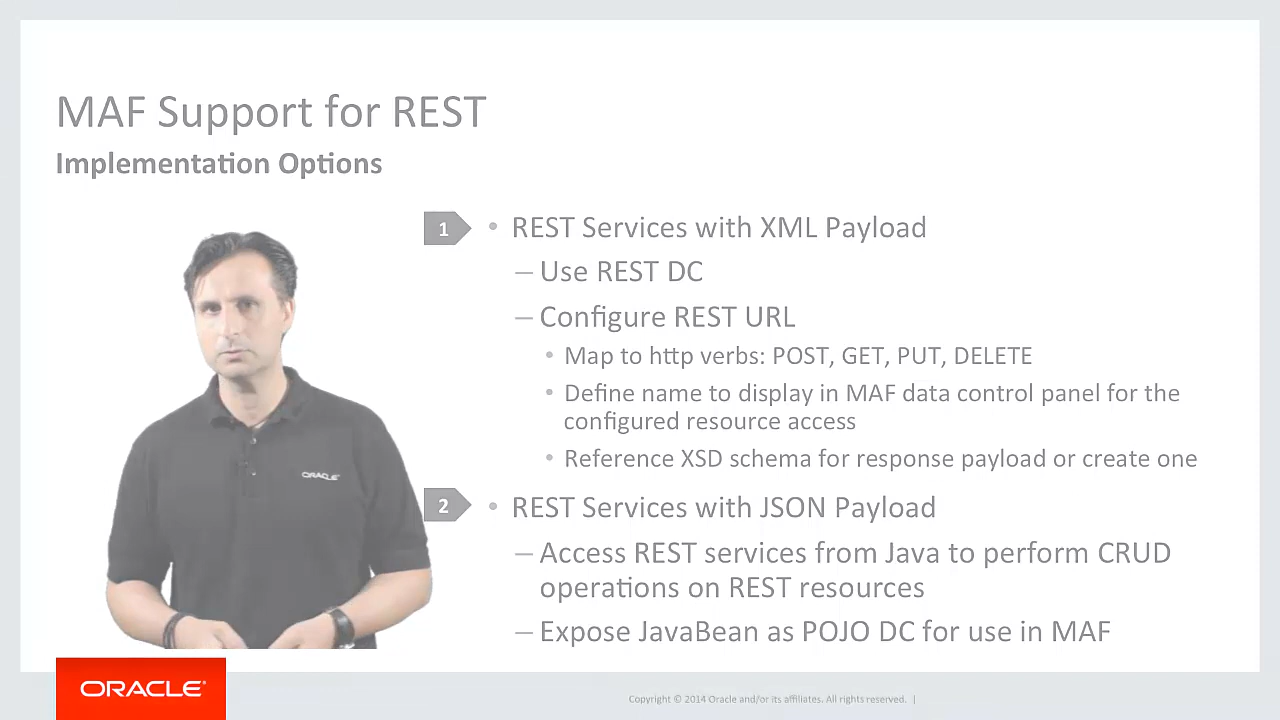 MAF Support for REST
Implementation Options
1
• REST Services with XML Payload
– Use REST DC
– Configure REST URL
• Map to http verbs: POST, GET, PUT, DELETE
• Define name to display in MAF data control panel for the
configured resource access
• Reference XSD schema for response payload or create one
ORACLE
2
• REST Services with JSON Payload
– Access REST services from Java to perform CRUD
operations on REST resources
– Expose JavaBean as POJO DC for use in MAF
ORACLE®
Copyright © 2014 Oracle and/or its affiliates. All rights reserved. |